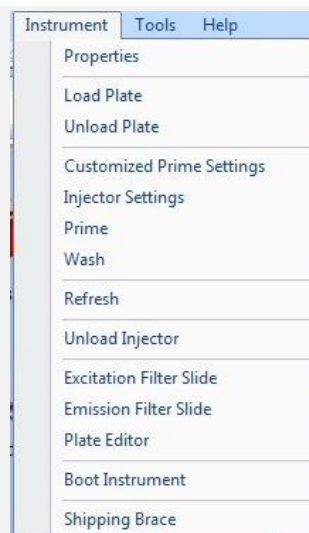 Instrument Tools Help
Properties
Load Plate
Unload Plate
Customized Prime Settings
Injector Settings
Prime
Wash
Refresh
Unload Injector
Excitation Filter Slide
Emission Filter Slide
Plate Editor
Boot Instrument
Shipping Brace